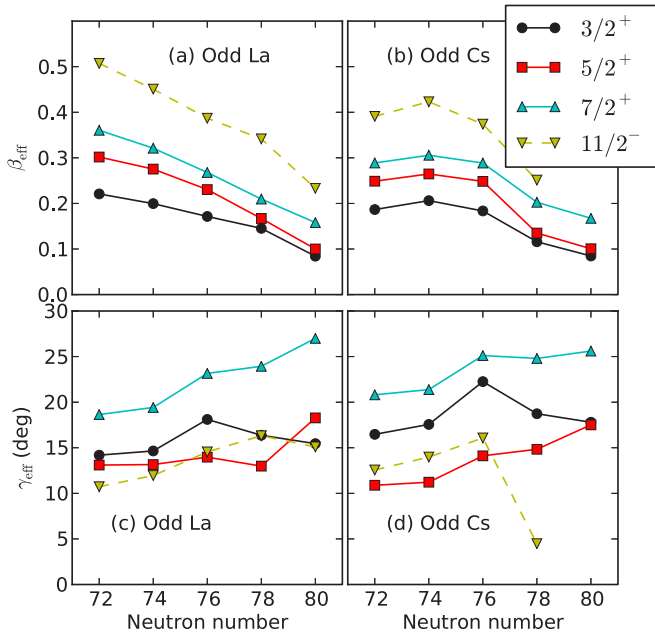 (a) Odd La
(b) Odd Cs
3/2⁺
5/2⁺
7/2⁺
11/2⁻
β_eff
0.5
0.4
0.3
0.2
0.1
0.0
γ_eff (deg)
30
25
20
15
10
5
0
(c) Odd La
(d) Odd Cs
72 74 76 78 80
72 74 76 78 80
Neutron number
Neutron number